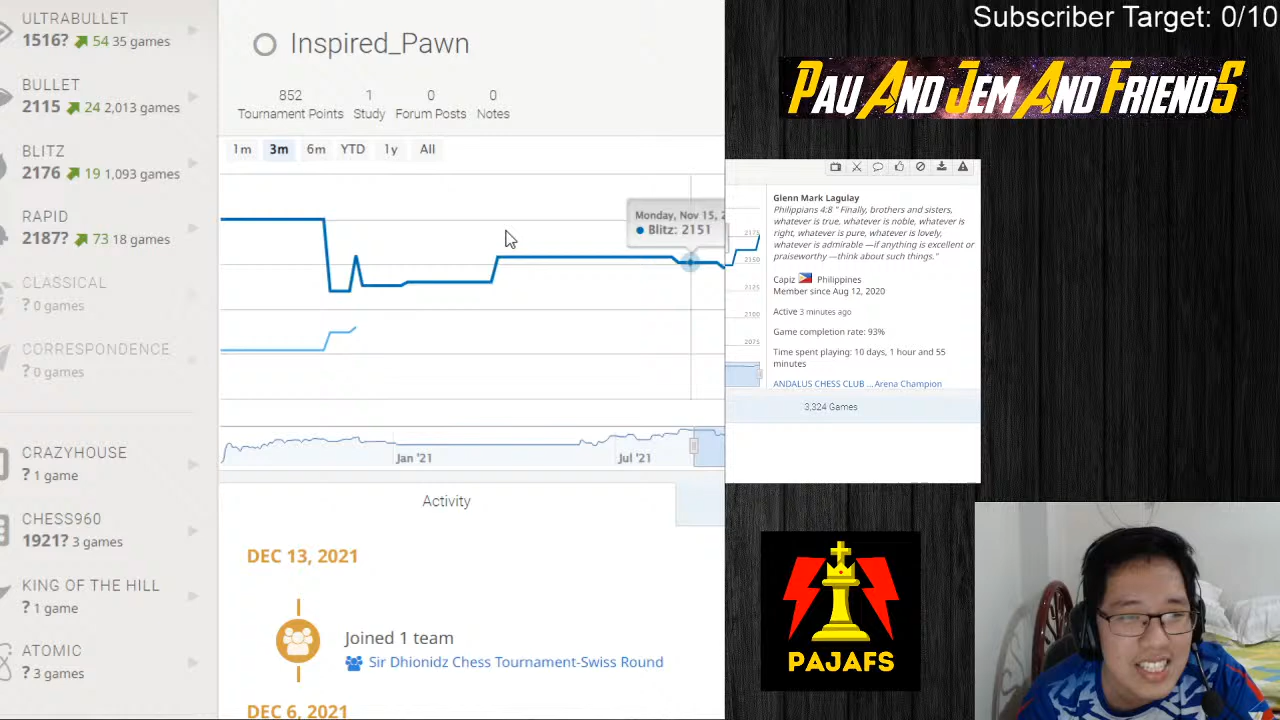 ULTRABULLET
1516? 54 35 games
BULLET
2115 24 2,013 games
BLITZ
2176 19 1,093 games
RAPID
2187? 73 18 games
CLASSICAL
? 0 games
CORRESPONDENCE
? 0 games
CRAZYHOUSE
? 1 game
CHESS960
1921? 3 games
KING OF THE HILL
? 1 game
ATOMIC
? 3 games
Inspired_Pawn
852 1 0 0
Tournament Points Study Forum Posts Notes
1m 3m 6m YTD 1y All
Monday, Nov 15, 2
Blitz: 2151
Jan '21 Jul '21
Activity
DEC 13, 2021
Joined 1 team
Sir Dhionidz Chess Tournament-Swiss Round
DEC 6, 2021
Subscriber Target: 0/10
PAU AND JEM AND FRIENDS
2175
2150
2125
2100
2075
Glenn Mark Lagulay
Philippians 4:8 " Finally, brothers and sisters,
whatever is true, whatever is noble, whatever is
right, whatever is pure, whatever is lovely,
whatever is admirable —if anything is excellent or
praiseworthy —think about such things."
Capiz Philippines
Member since Aug 12, 2020
Active 3 minutes ago
Game completion rate: 93%
Time spent playing: 10 days, 1 hour and 55
minutes
ANDALUS CHESS CLUB ...Arena Champion
3,324 Games
PAJAFS